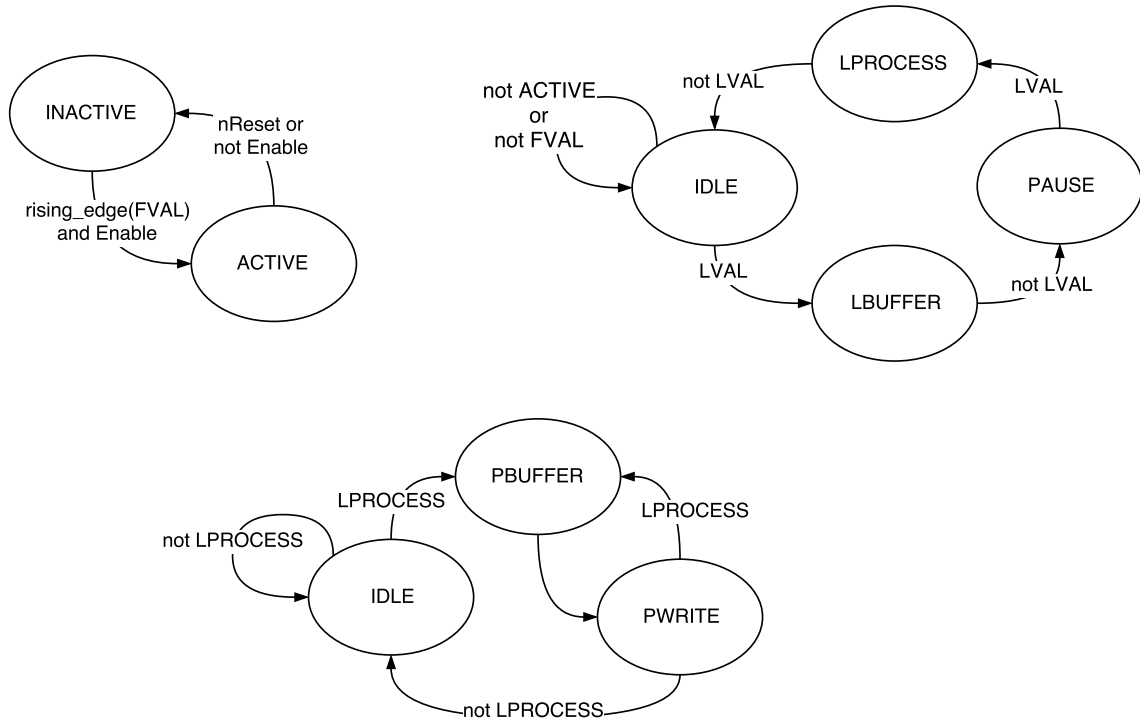 INACTIVE
nReset or
not Enable
rising_edge(FVAL)
and Enable
ACTIVE
LPROCESS
not LVAL
LVAL
not ACTIVE
or
not FVAL
IDLE
PAUSE
LVAL
LBUFFER
not LVAL
PBUFFER
LPROCESS
LPROCESS
not LPROCESS
IDLE
PWRITE
not LPROCESS